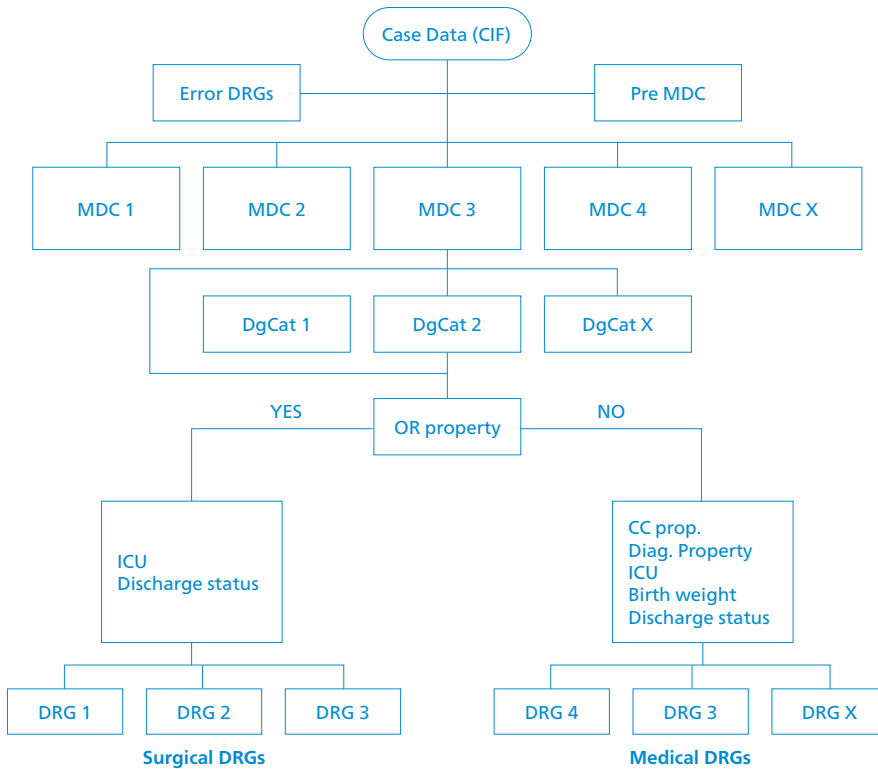 Case Data (CIF)
Error DRGs
Pre MDC
MDC 1
MDC 2
MDC 3
MDC 4
MDC X
DgCat 1
DgCat 2
DgCat X
YES
OR property
NO
ICU
Discharge status
CC prop.
Diag. Property
ICU
Birth weight
Discharge status
DRG 1
DRG 2
DRG 3
DRG 4
DRG 3
DRG X
Surgical DRGs
Medical DRGs